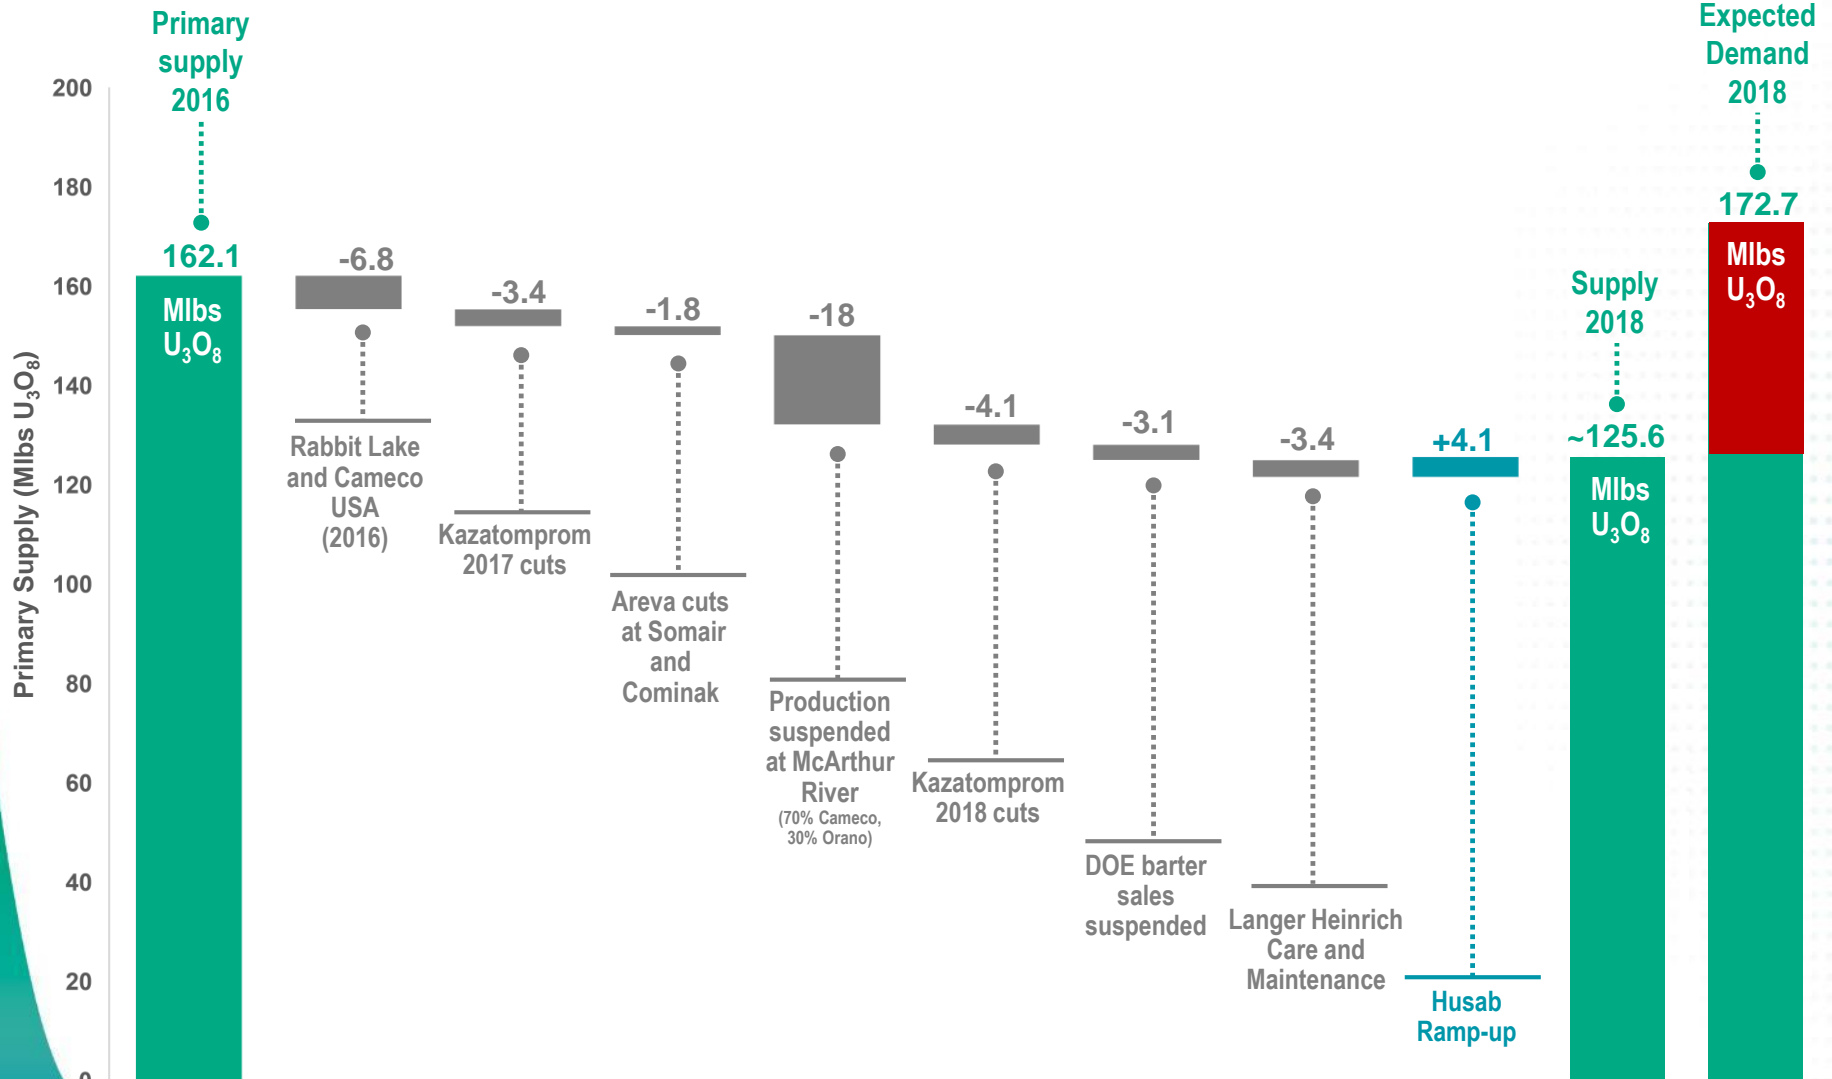 Primary
supply
2016
Expected
Demand
2018
Primary Supply (Mlbs U₃O₈)
200
180
160
140
120
100
80
60
40
20
0
162.1
Mlbs
U₃O₈
-6.8
Rabbit Lake
and Cameco
USA
(2016)
-3.4
Kazatomprom
2017 cuts
-1.8
Areva cuts
at Somair
and
Cominak
-18
Production
suspended
at McArthur
River
(70% Cameco,
30% Orano)
-4.1
Kazatomprom
2018 cuts
-3.1
DOE barter
sales
suspended
-3.4
Langer Heinrich
Care and
Maintenance
+4.1
Husab
Ramp-up
Supply
2018
~125.6
Mlbs
U₃O₈
172.7
Mlbs
U₃O₈